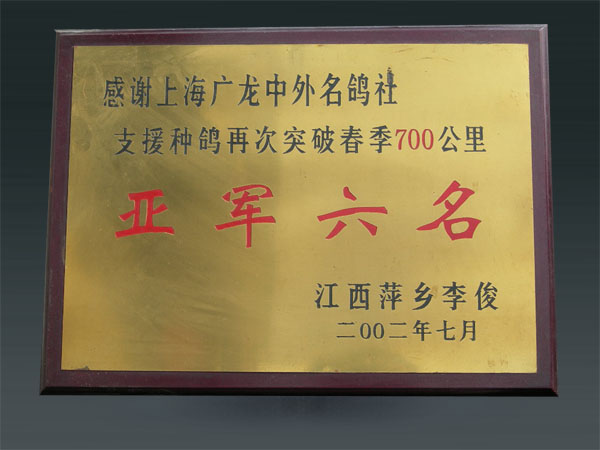 感谢上海广龙中外名鸽社
支援种鸽再次突破春季700公里
亚军六名
江西萍乡李俊
二00二年七月